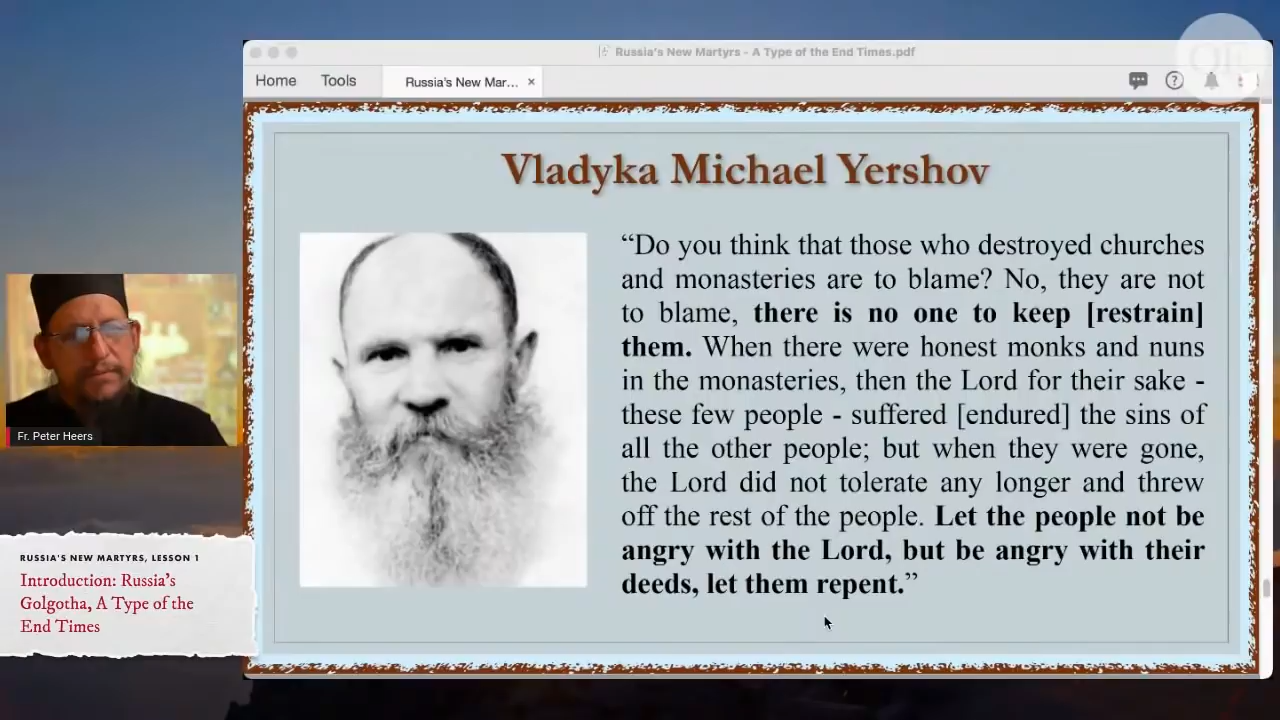 Russia's New Martyrs - A Type of the End Times.pdf
Home Tools Russia's New Mar... ×
Vladyka Michael Yershov
“Do you think that those who destroyed churches
and monasteries are to blame? No, they are not
to blame, there is no one to keep [restrain]
them. When there were honest monks and nuns
in the monasteries, then the Lord for their sake -
these few people - suffered [endured] the sins of
all the other people; but when they were gone,
the Lord did not tolerate any longer and threw
off the rest of the people. Let the people not be
angry with the Lord, but be angry with their
deeds, let them repent.”
Fr. Peter Heers
RUSSIA'S NEW MARTYRS, LESSON 1
Introduction: Russia's
Golgotha, A Type of the
End Times